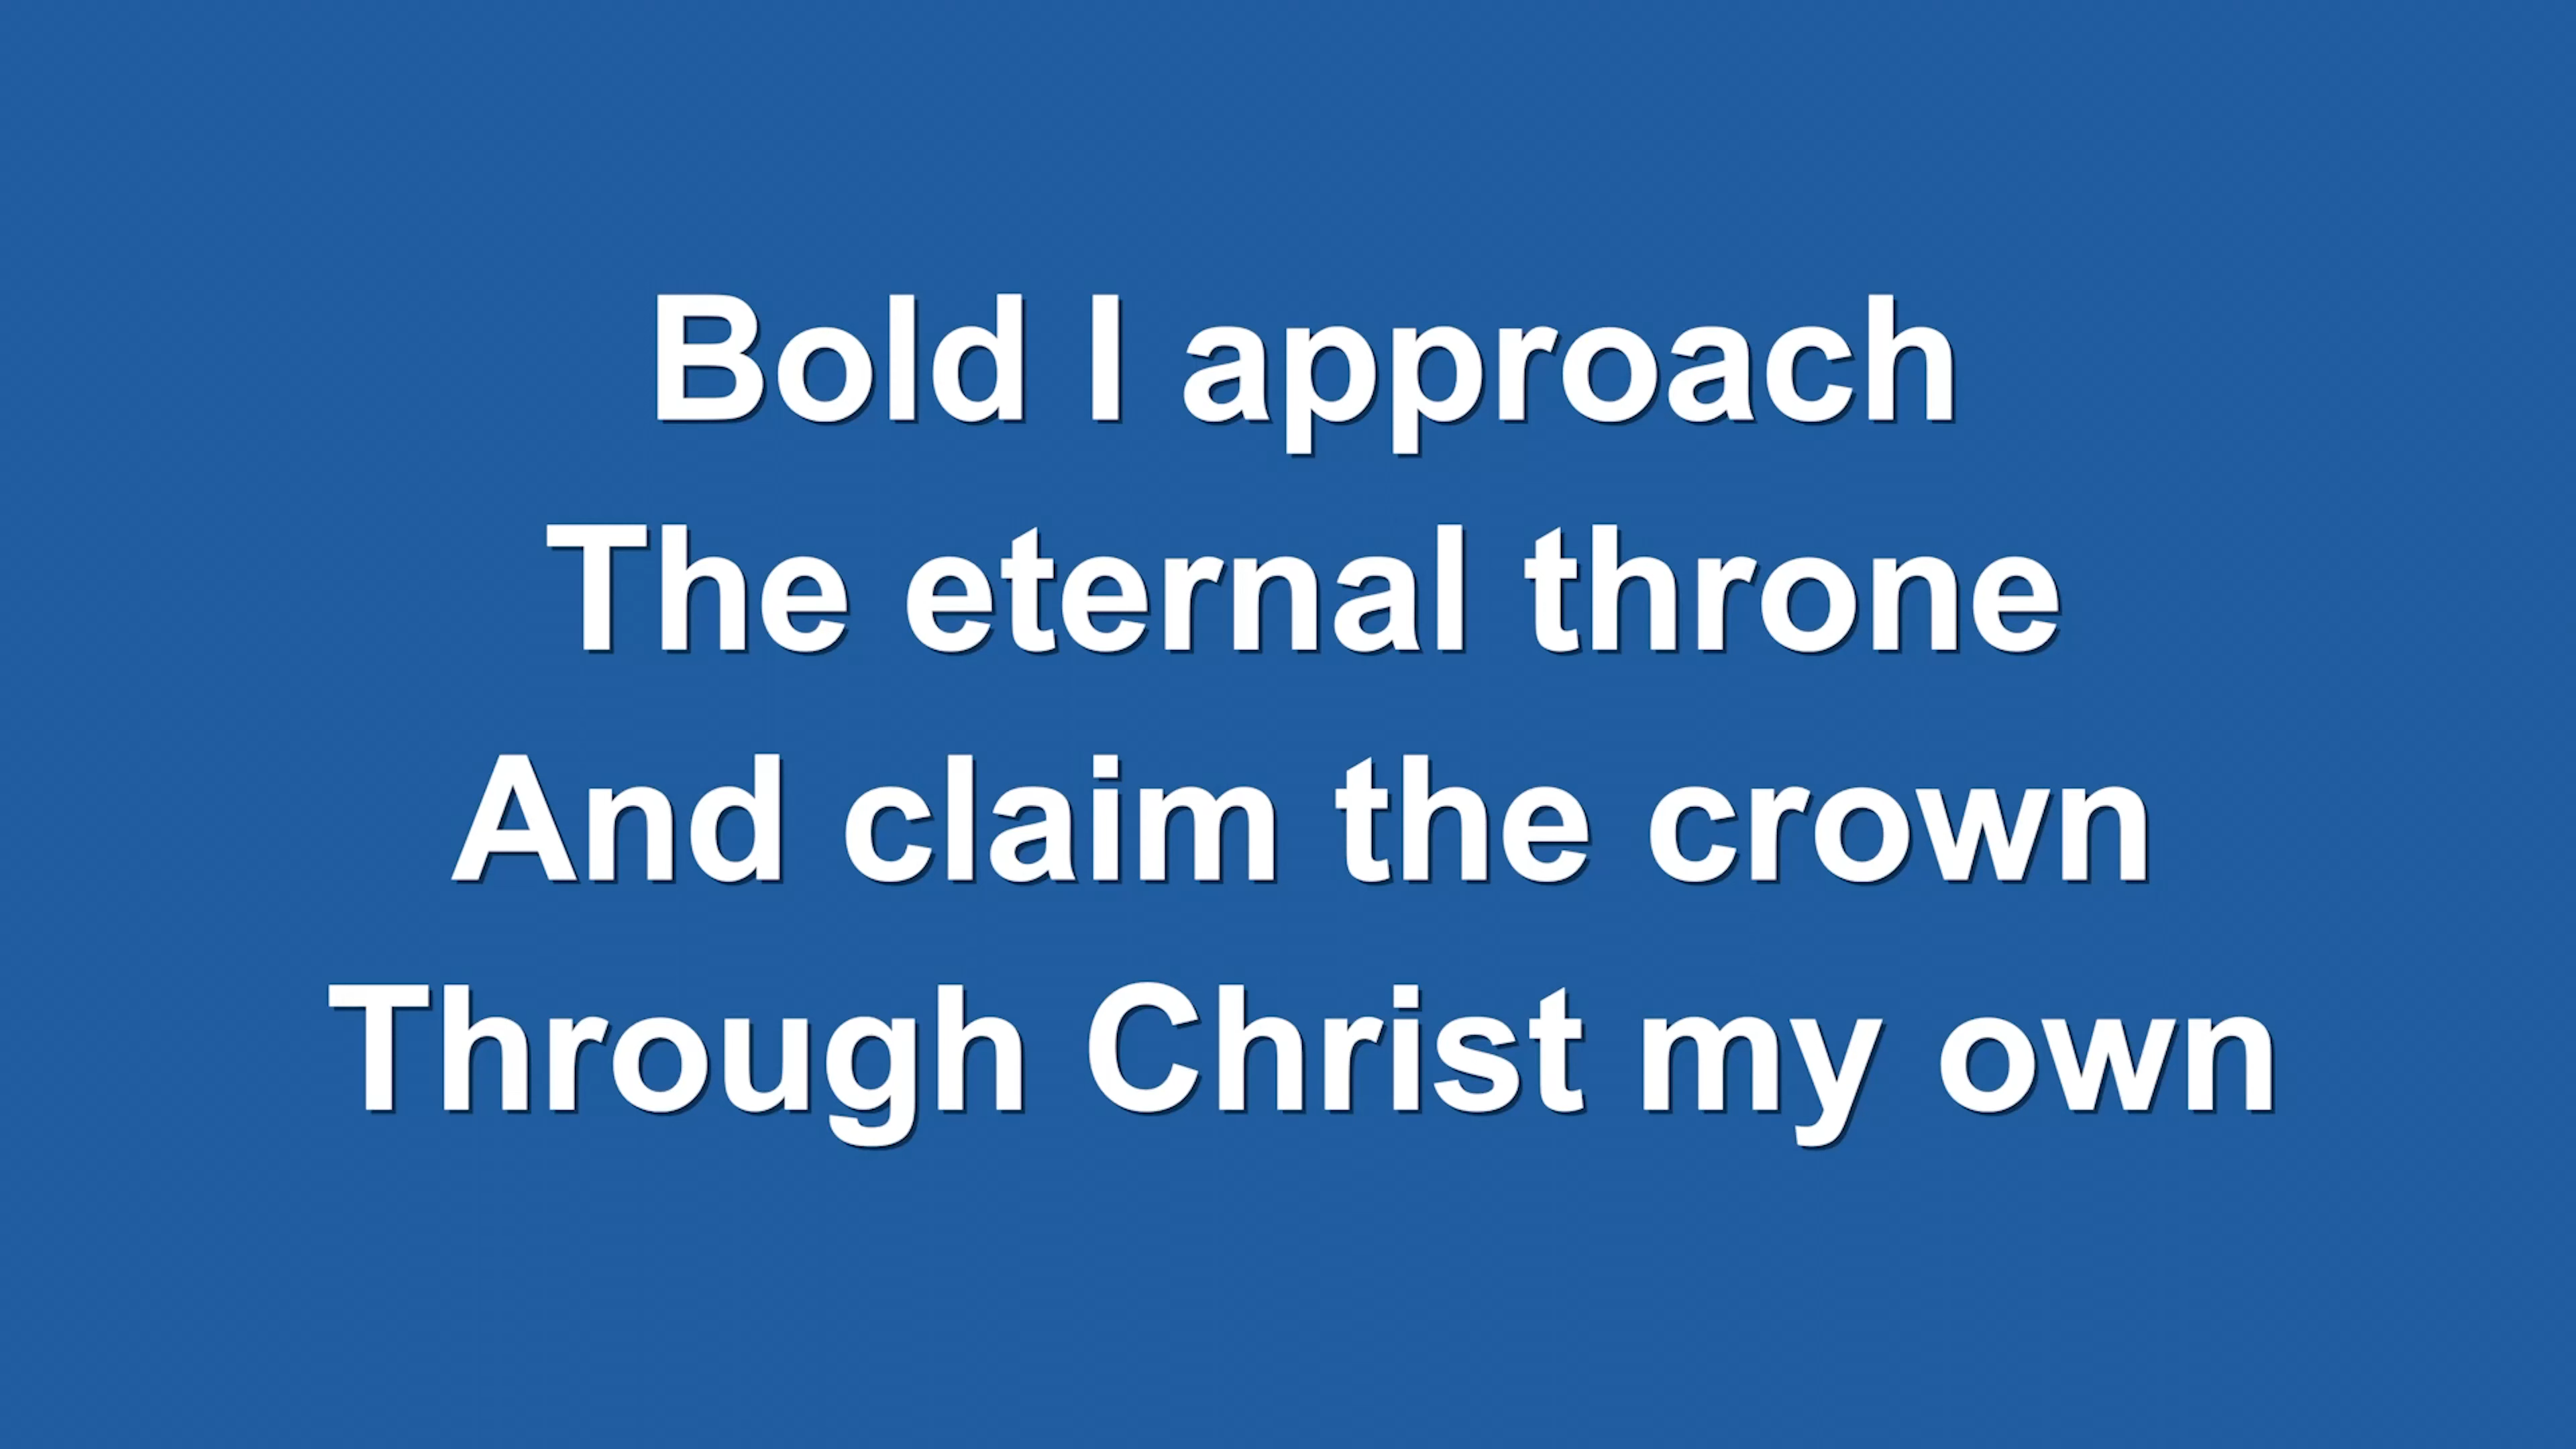 Bold I approach
The eternal throne
And claim the crown
Through Christ my own